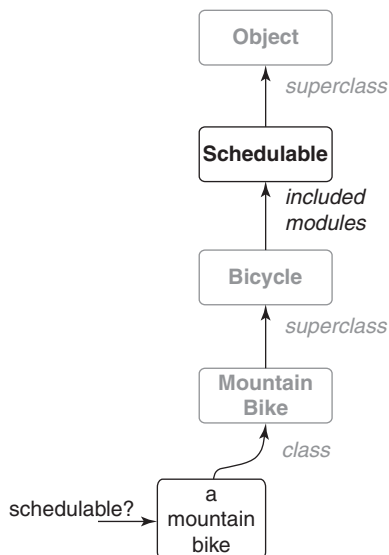 Object
superclass
Schedulable
included
modules
Bicycle
superclass
Mountain
Bike
class
schedulable?
a
mountain
bike